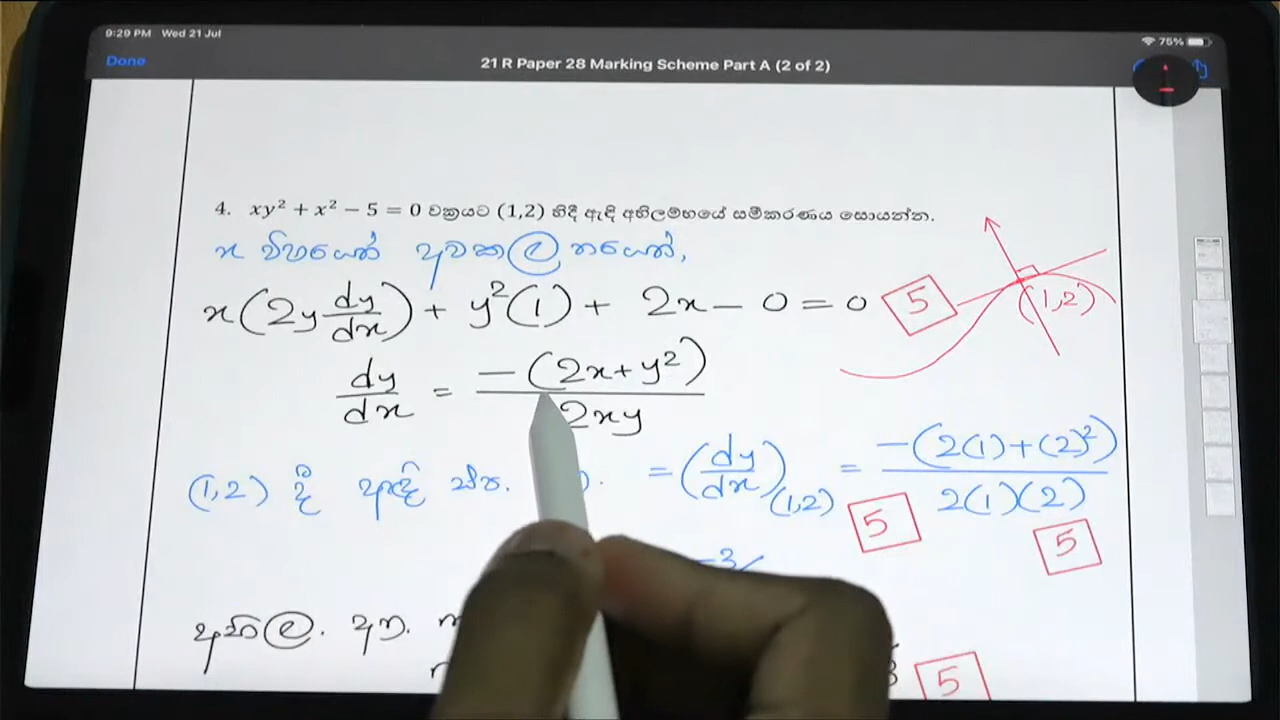 9:29 PM Wed 21 Jul
75%
Done
21 R Paper 28 Marking Scheme Part A (2 of 2)
4. xy² + x² − 5 = 0 වක්‍රයට (1,2) හිදී ඇඳි අභිලම්භයේ සමීකරණය සොයන්න.
x විෂයෙන් අවකලනයෙන්,
x(2y dy/dx) + y²(1) + 2x − 0 = 0 5
(1,2)
dy/dx = −(2x+y²)/2xy
(1,2) දී ඇඳි ස්ප. = (dy/dx)(1,2) = −(2(1)+(2)²)/2(1)(2)
5
5
අභිල. අනු.
5